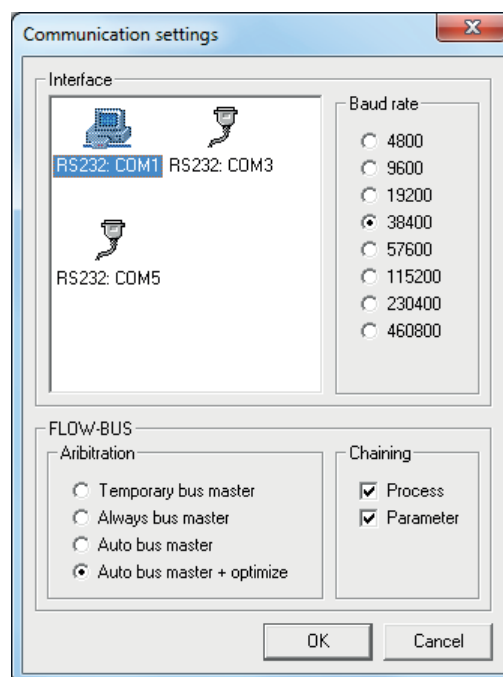 Communication settings
Interface
RS232: COM1 RS232: COM3
RS232: COM5
Baud rate
4800
9600
19200
38400
57600
115200
230400
460800
FLOW-BUS
Aribitration
Temporary bus master
Always bus master
Auto bus master
Auto bus master + optimize
Chaining
Process
Parameter
OK
Cancel